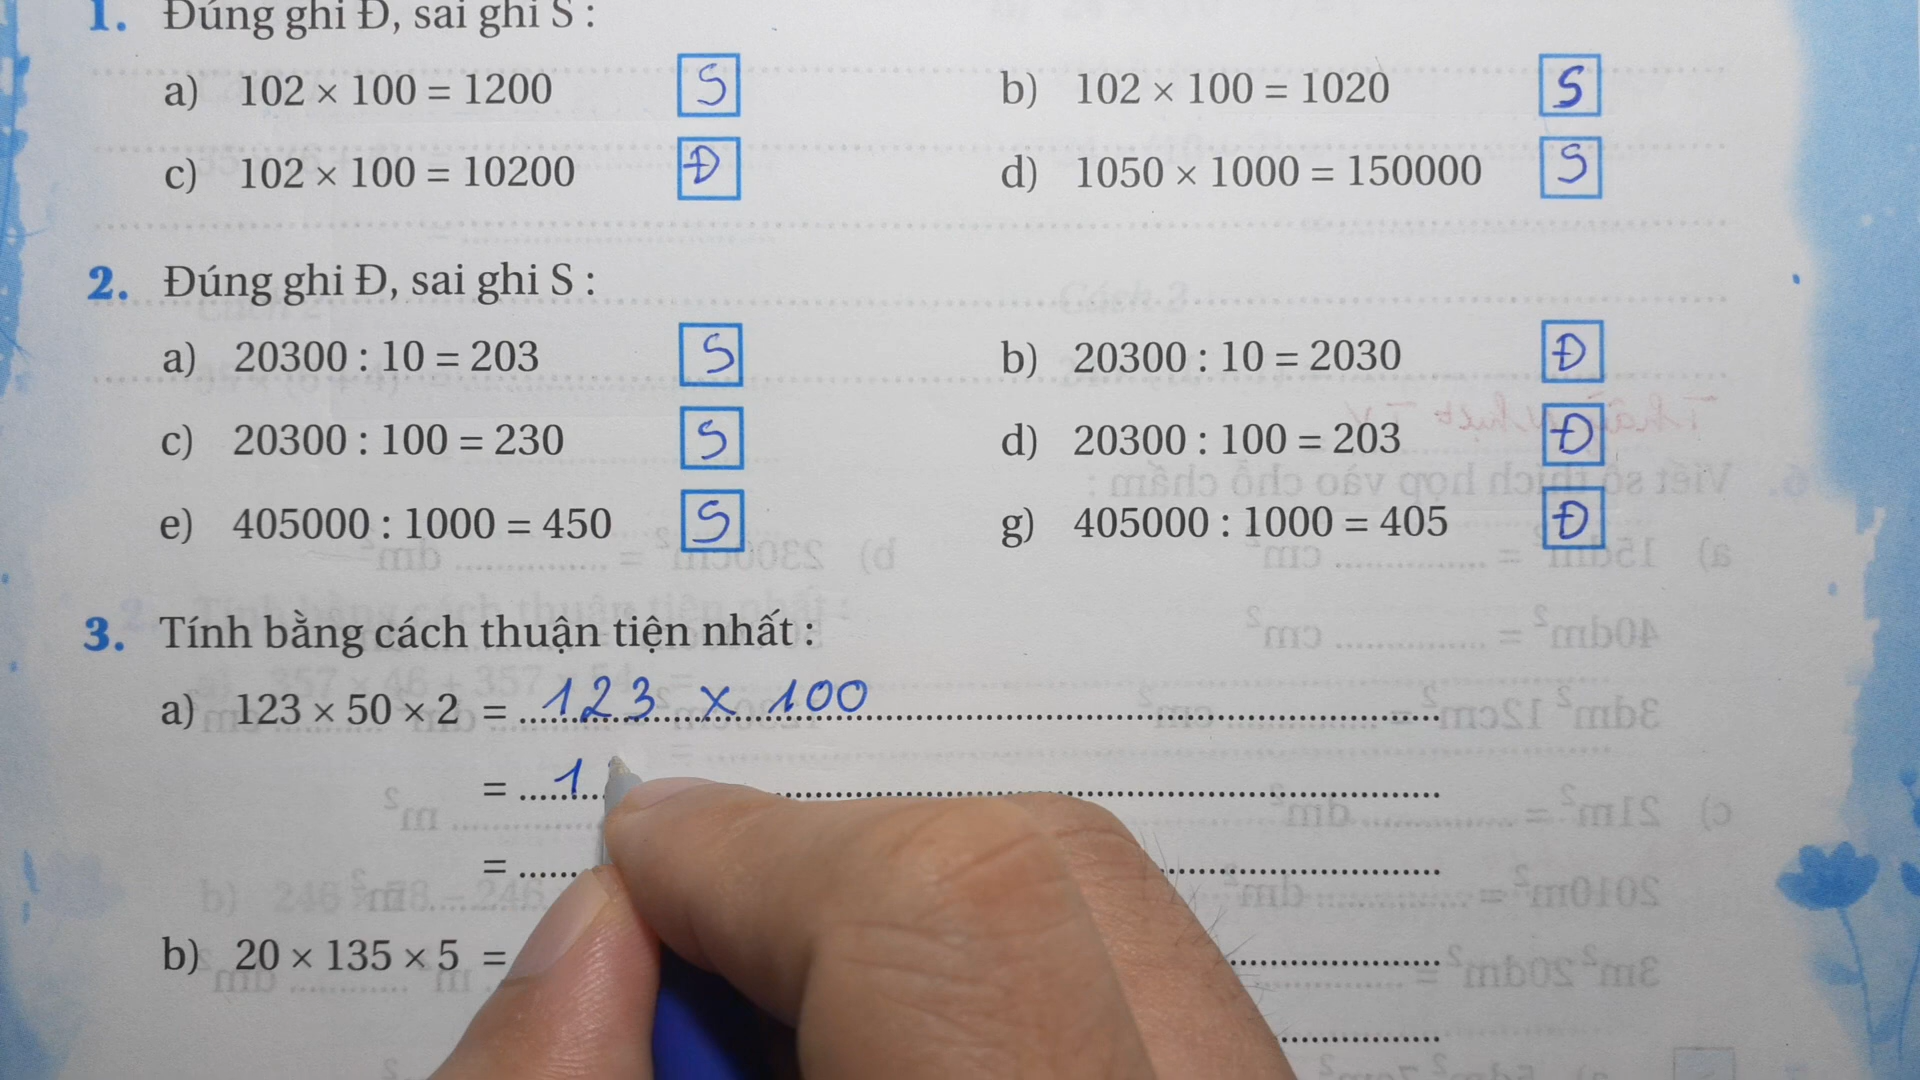 1. Đúng ghi Đ, sai ghi S :
a) 102 × 100 = 1200 S b) 102 × 100 = 1020 S
c) 102 × 100 = 10200 Đ d) 1050 × 1000 = 150000 S
2. Đúng ghi Đ, sai ghi S :
a) 20300 : 10 = 203 S b) 20300 : 10 = 2030 Đ
c) 20300 : 100 = 230 S d) 20300 : 100 = 203 Đ
e) 405000 : 1000 = 450 S g) 405000 : 1000 = 405 Đ
3. Tính bằng cách thuận tiện nhất :
a) 123 × 50 × 2 = 123 x 100
= 1
=
b) 20 × 135 × 5 =